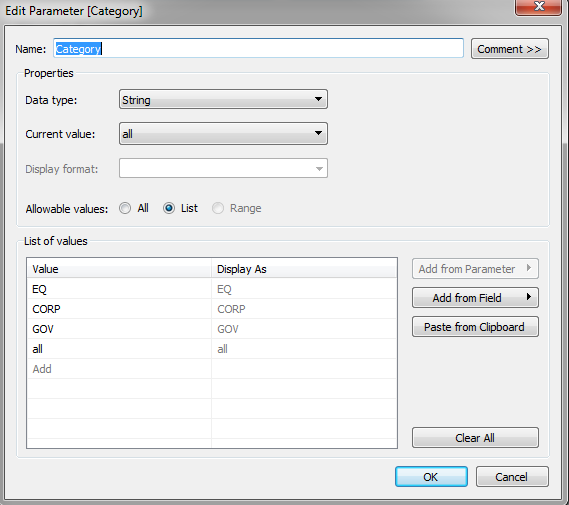 Edit Parameter [Category]
Name: Category Comment >>
Properties
Data type: String
Current value: all
Display format:
Allowable values: All List Range
List of values
Value Display As
EQ EQ
CORP CORP
GOV GOV
all all
Add
Add from Parameter
Add from Field
Paste from Clipboard
Clear All
OK Cancel